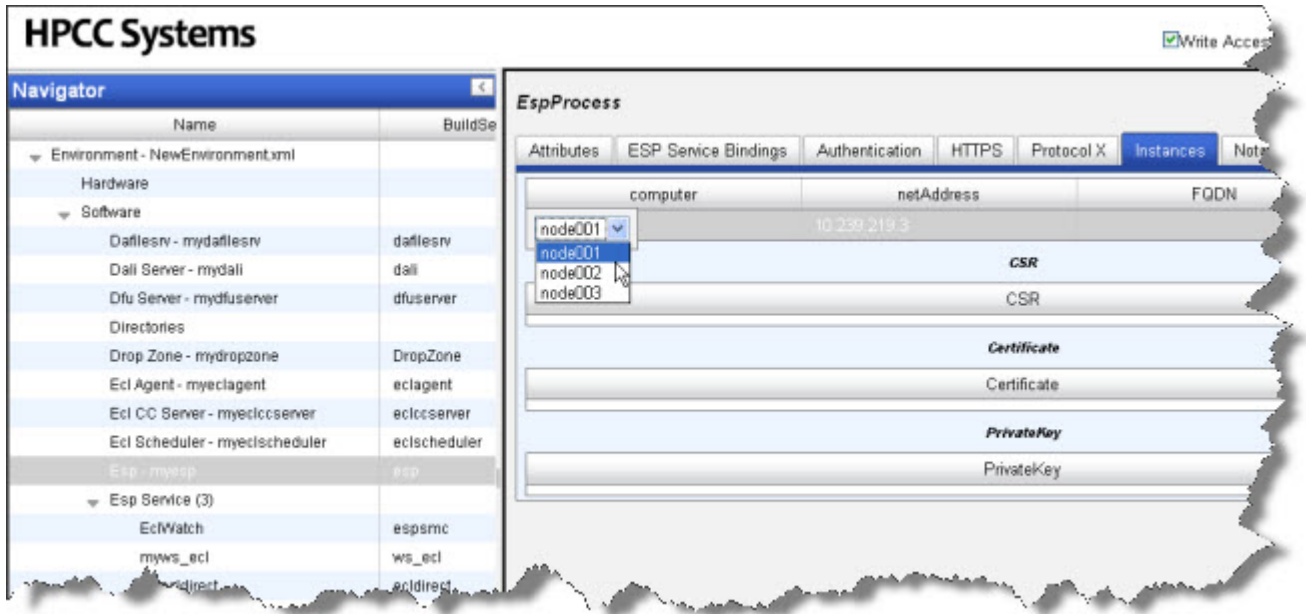 HPCC Systems
Write Acces
Navigator
Name BuildSe
Environment - NewEnvironment.xml
Hardware
Software
Dafilesrv - mydafilesrv dafilesrv
Dali Server - mydali dali
Dfu Server - mydfuserver dfuserver
Directories
Drop Zone - mydropzone DropZone
Ecl Agent - myeclagent eclagent
Ecl CC Server - myeclccserver eclccserver
Ecl Scheduler - myeclscheduler eclscheduler
Esp - myesp esp
Esp Service (3)
EclWatch espsmc
myws_ecl ws_ecl
EspProcess
Attributes ESP Service Bindings Authentication HTTPS Protocol X Instances
computer netAddress FQDN
node001 10.239.219.3
node001
node002
node003
CSR
CSR
Certificate
Certificate
PrivateKey
PrivateKey